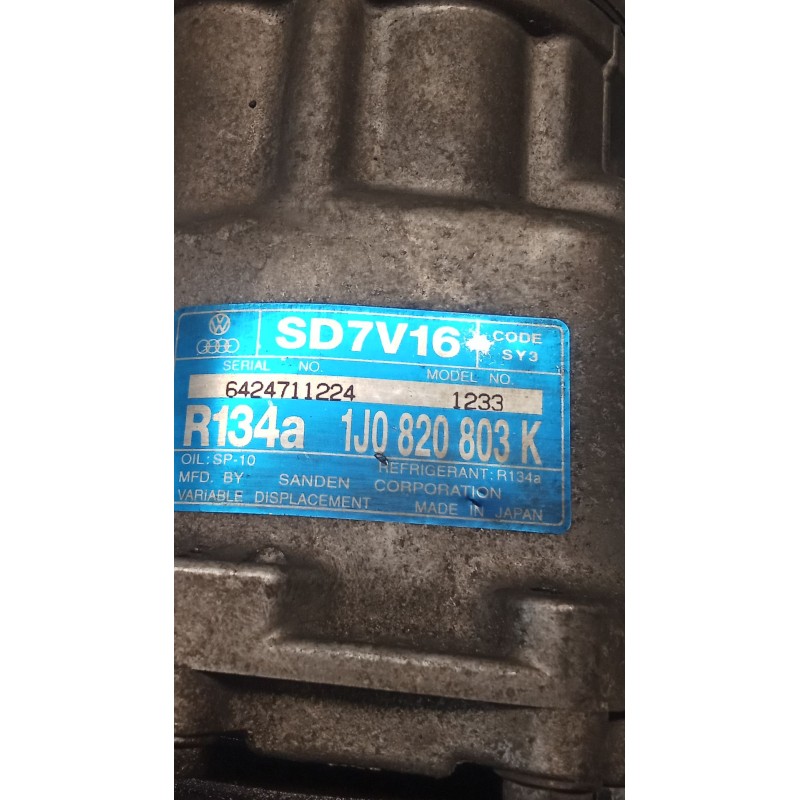 SD7V16 CODE
SY3
SERIAL NO. MODEL NO.
6424711224 1233
R134a 1J0 820 803 K
OIL: SP-10 REFRIGERANT: R134a
MFD. BY SANDEN CORPORATION
VARIABLE DISPLACEMENT MADE IN JAPAN